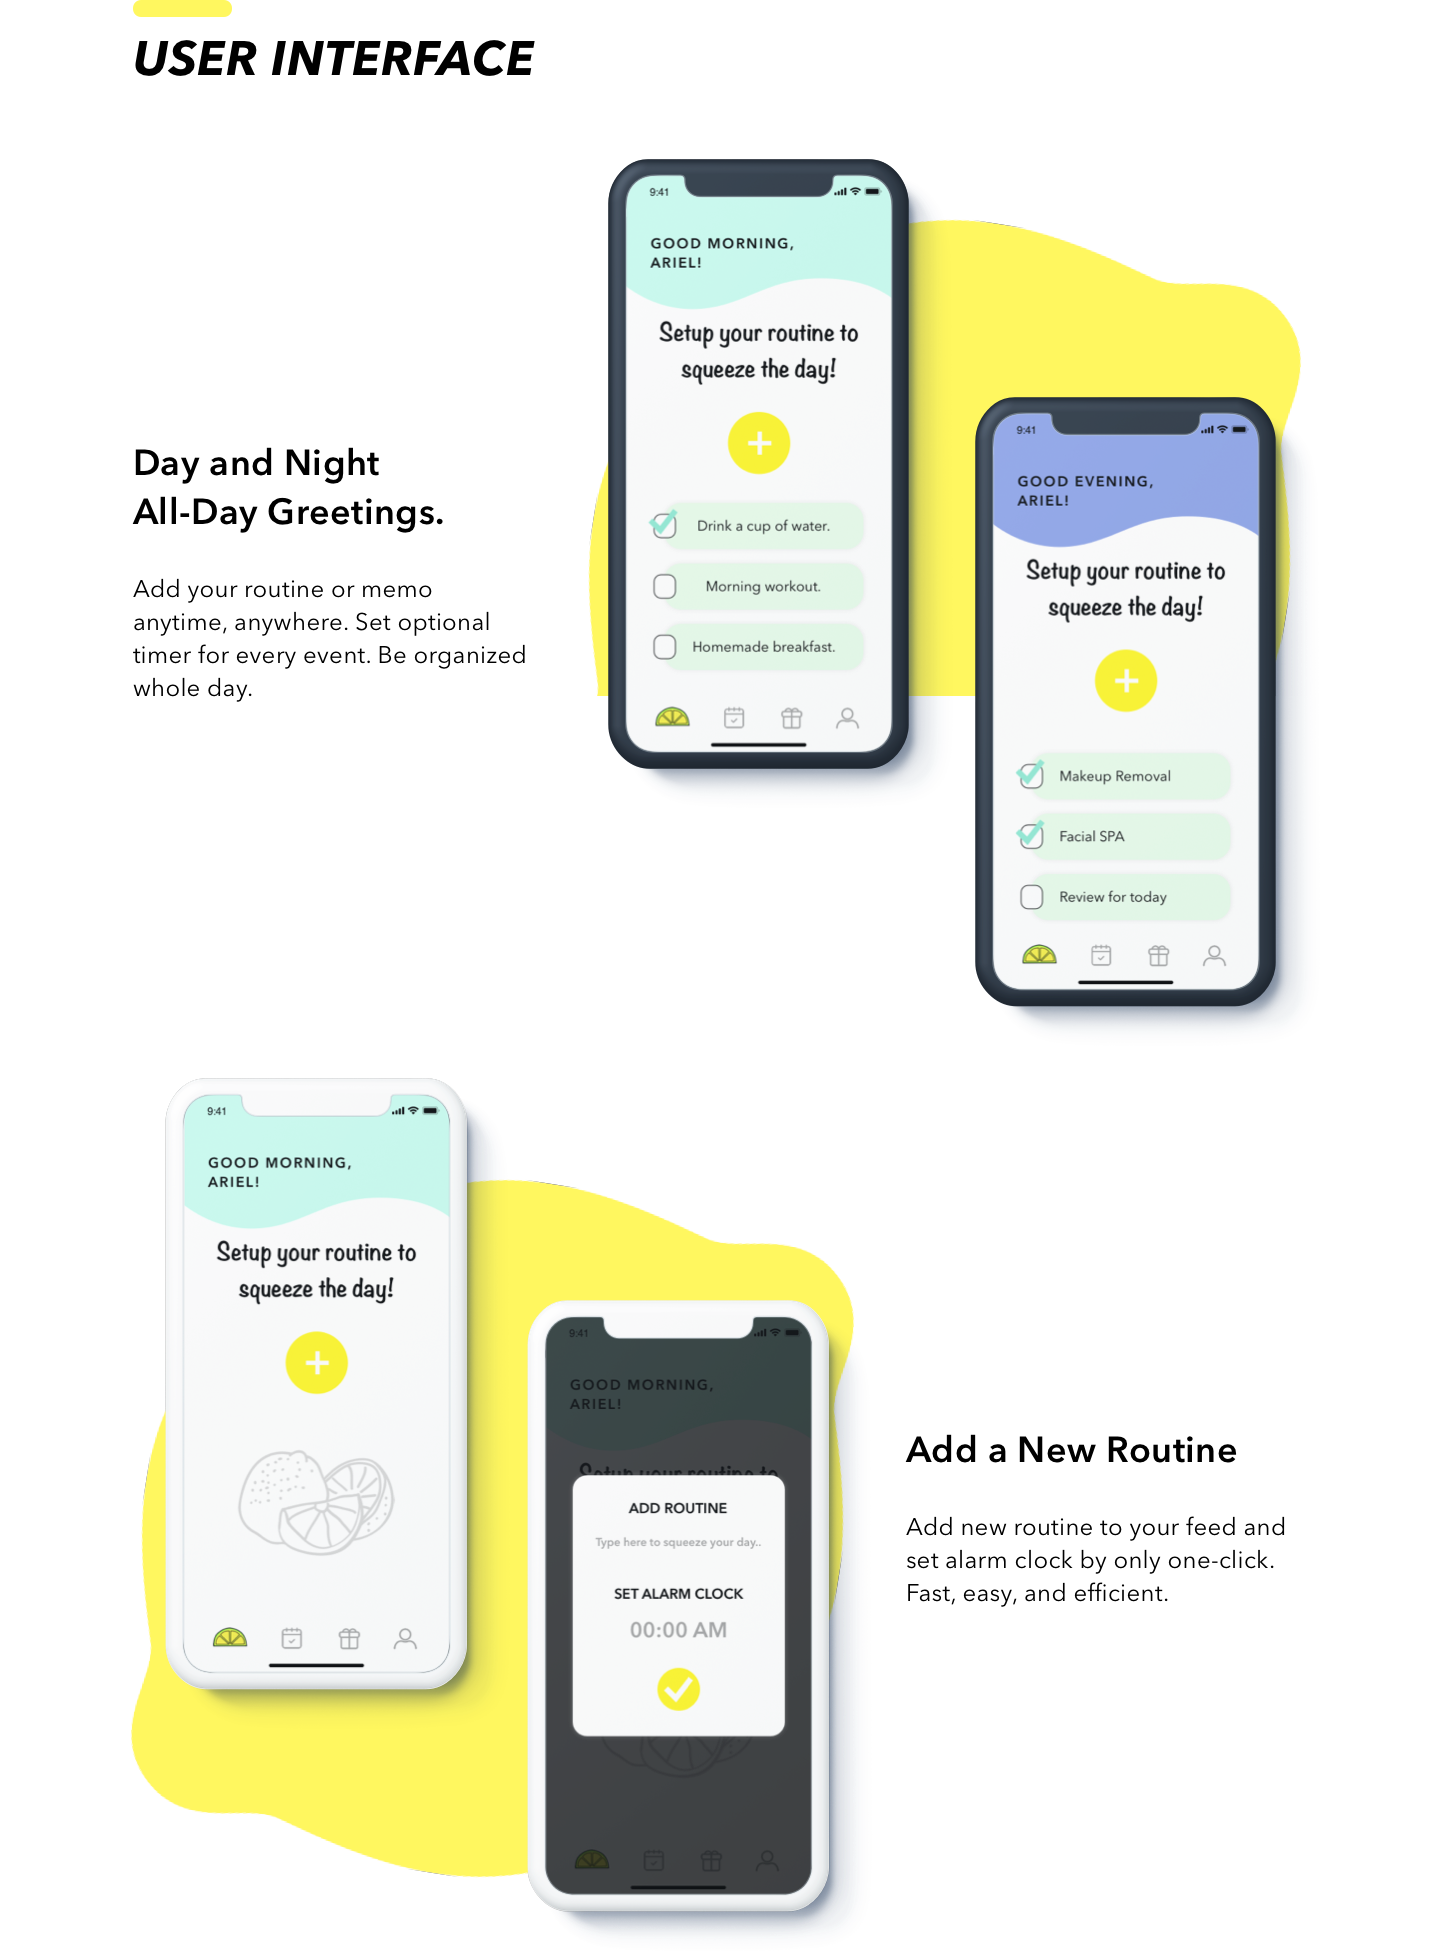 USER INTERFACE
9:41
GOOD MORNING,
ARIEL!
Setup your routine to
squeeze the day!
Drink a cup of water.
Morning workout.
Homemade breakfast.
Day and Night
All-Day Greetings.
Add your routine or memo
anytime, anywhere. Set optional
timer for every event. Be organized
whole day.
9:41
GOOD EVENING,
ARIEL!
Setup your routine to
squeeze the day!
Makeup Removal
Facial SPA
Review for today
9:41
GOOD MORNING,
ARIEL!
Setup your routine to
squeeze the day!
9:41
GOOD MORNING,
ARIEL!
Setup your routine to
ADD ROUTINE
Type here to squeeze your day..
SET ALARM CLOCK
00:00 AM
Add a New Routine
Add new routine to your feed and
set alarm clock by only one-click.
Fast, easy, and efficient.